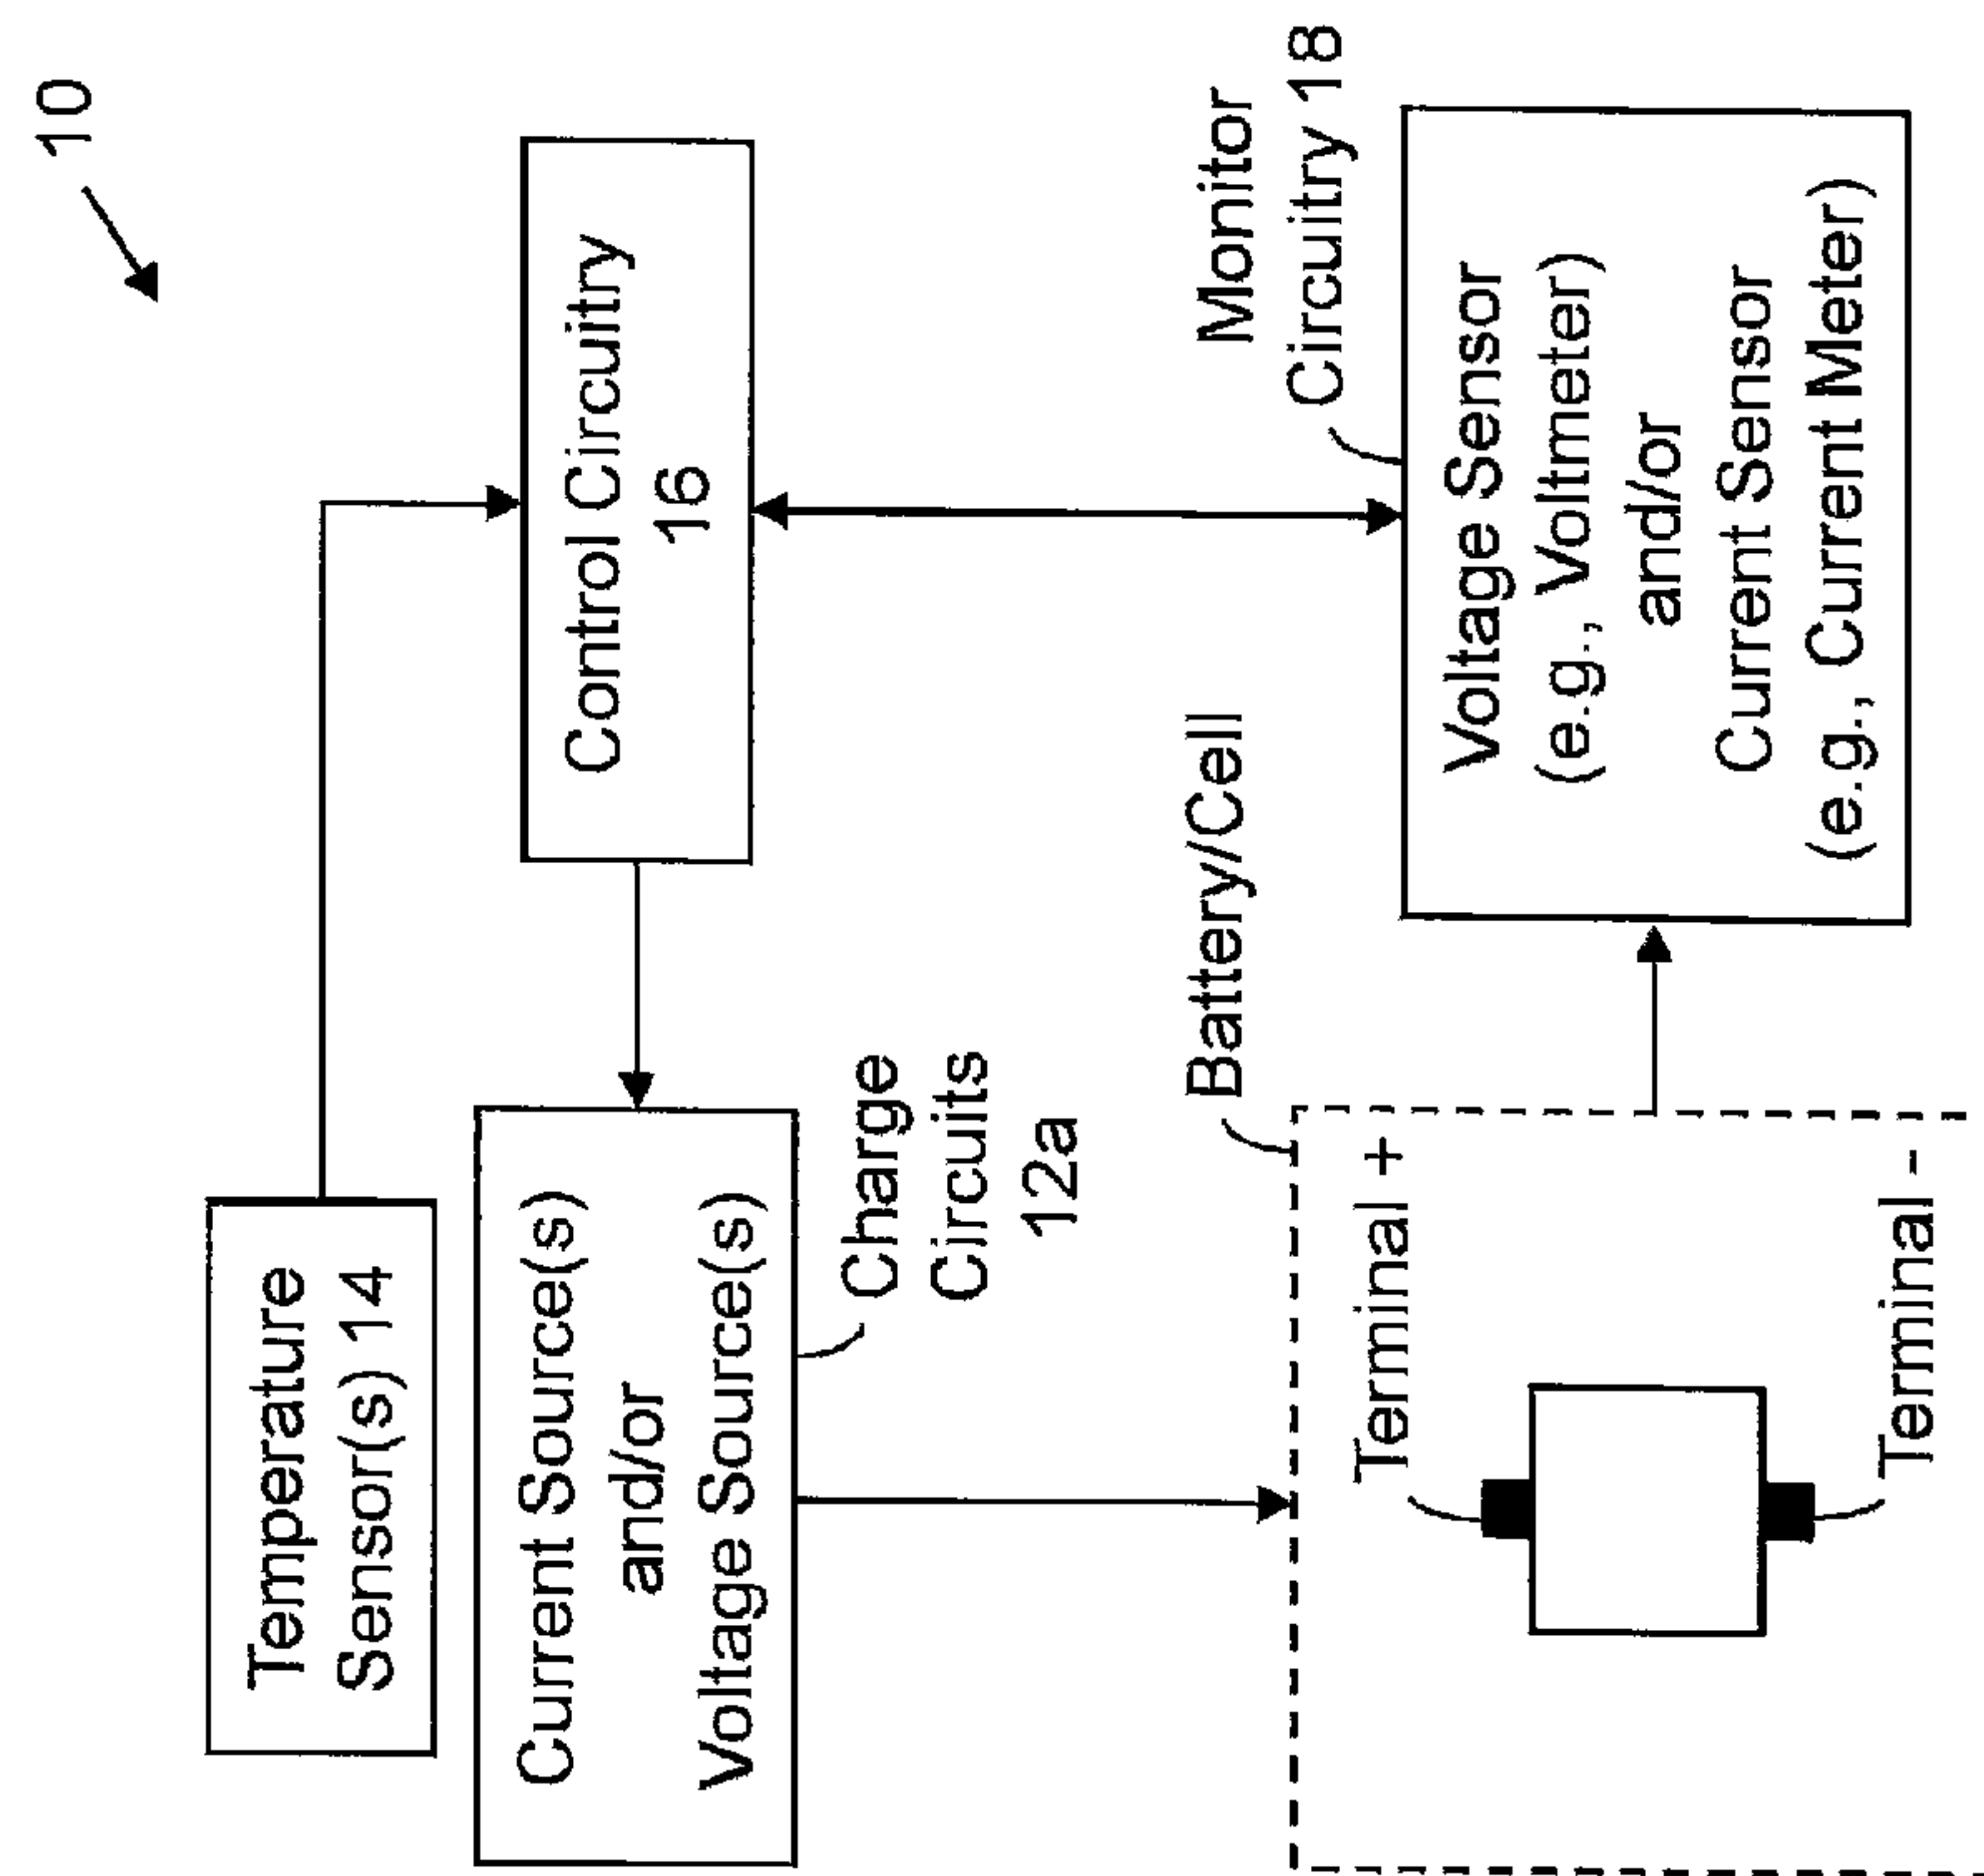 10
Temperature
Sensor(s) 14
Control Circuitry
16
Current Source(s)
and/or
Voltage Source(s)
Charge
Circuits
12a
Monitor
Circuitry 18
Battery/Cell
Voltage Sensor
(e.g., Voltmeter)
and/or
Current Sensor
(e.g., Current Meter)
Terminal +
Terminal -